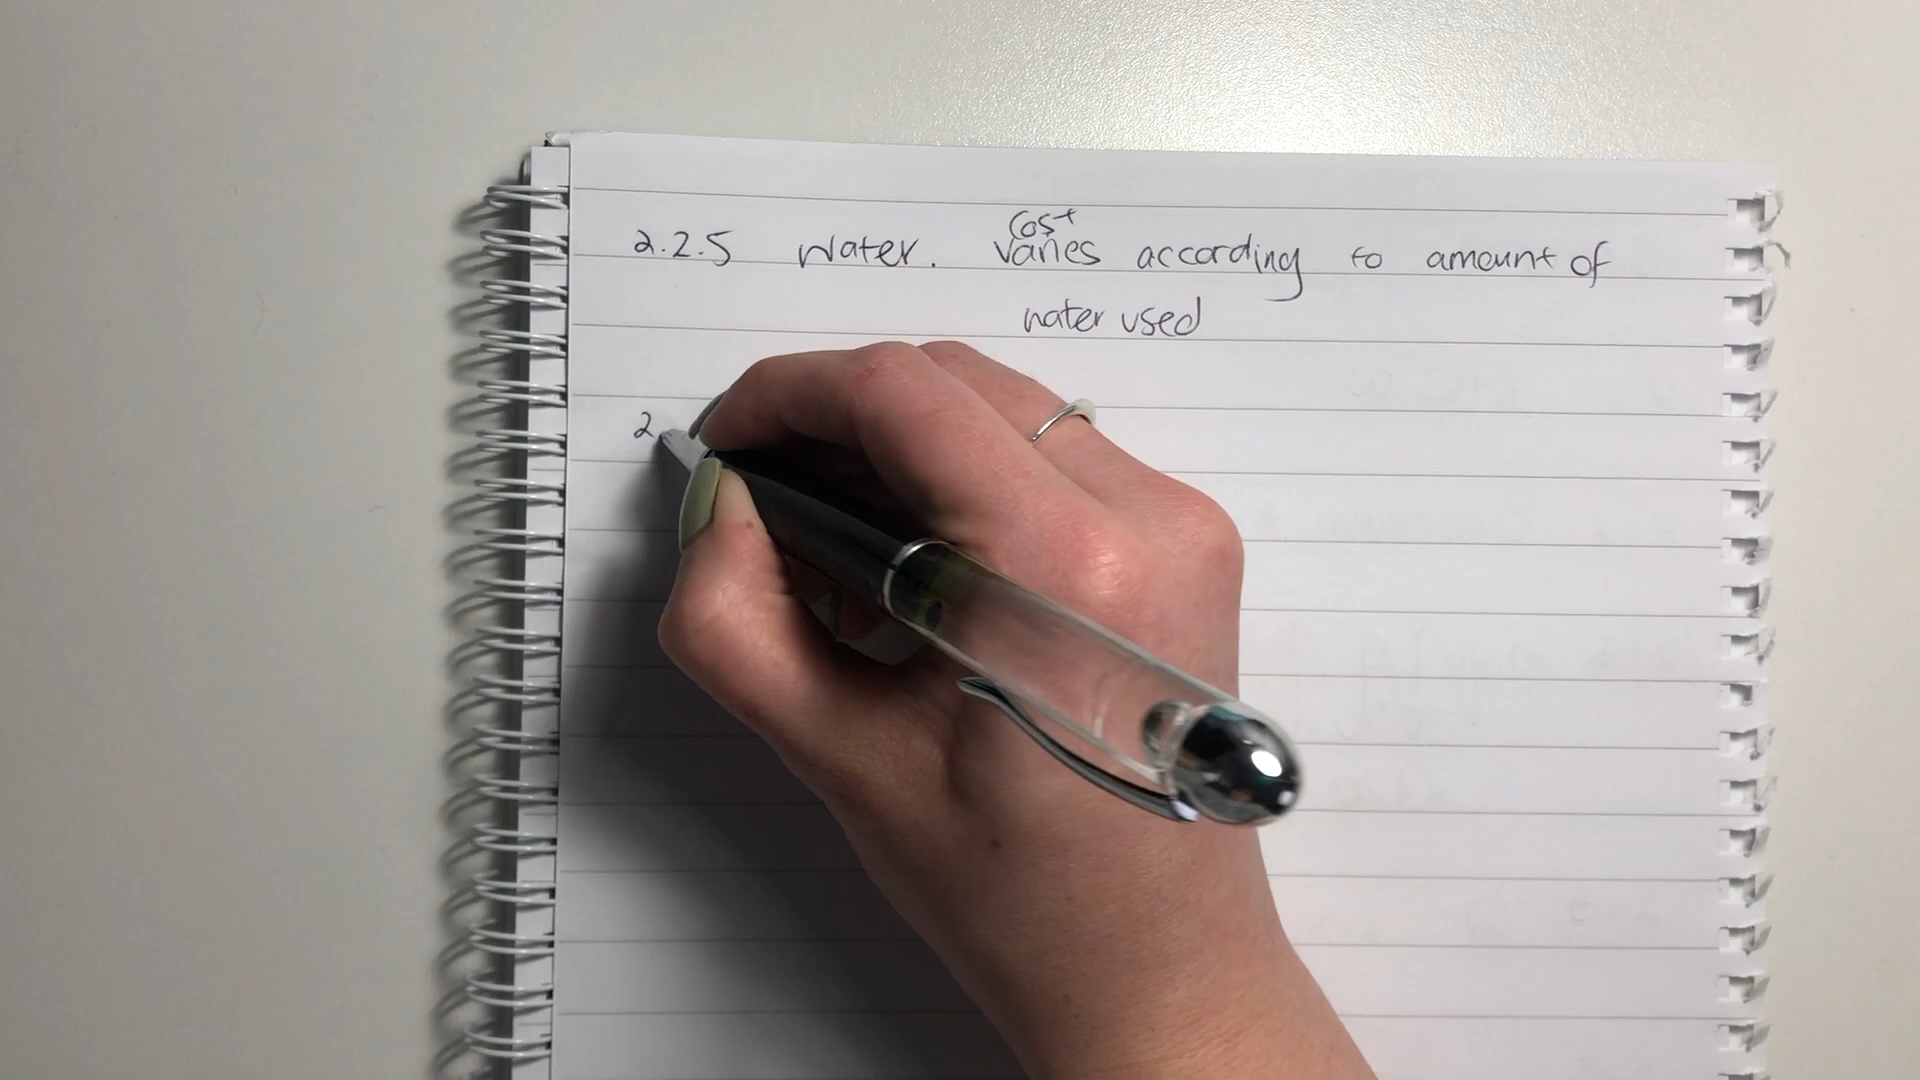 2.2.5 Water. Cost varies according to amount of
water used
2.